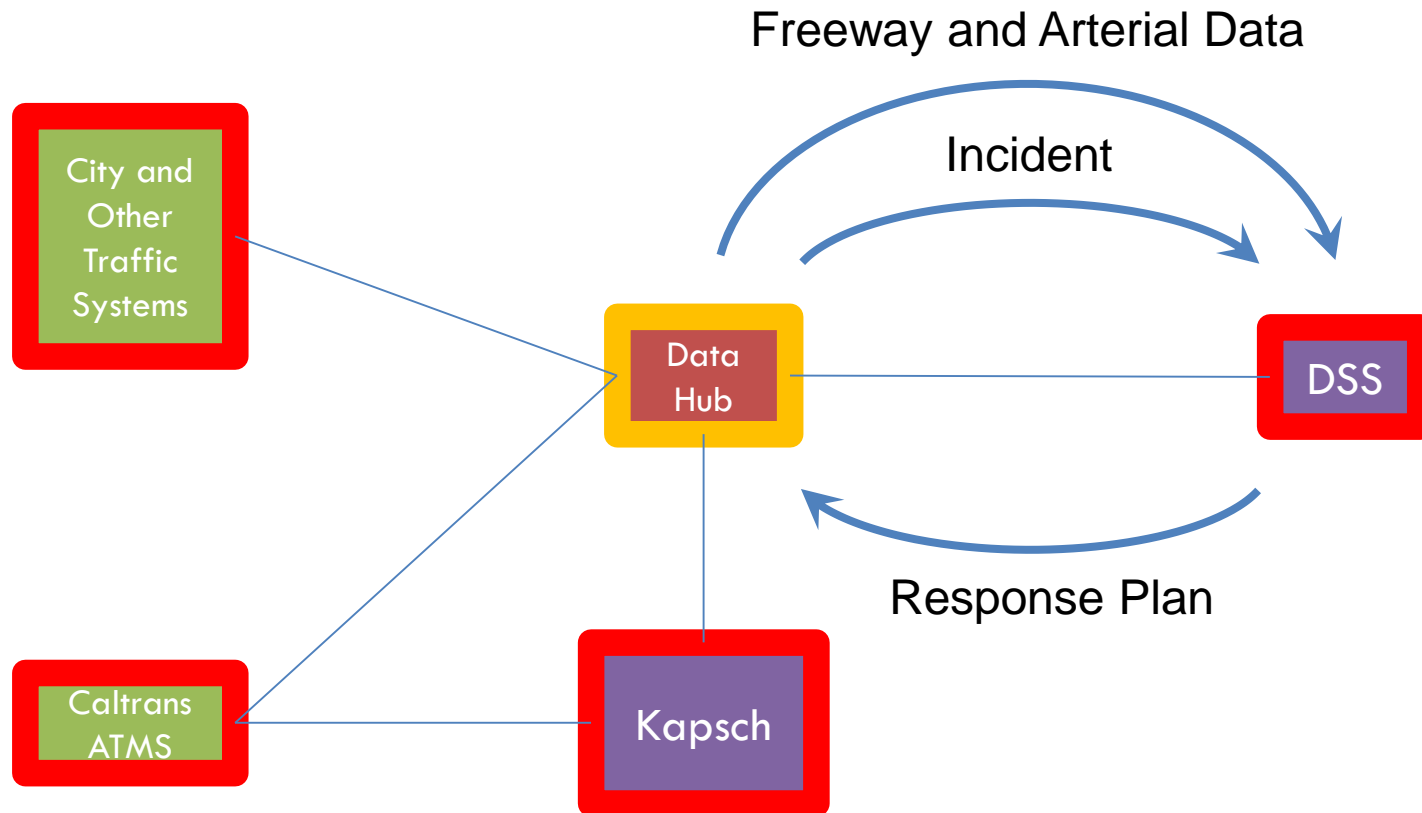 Freeway and Arterial Data
Incident
City and
Other
Traffic
Systems
Data
Hub
DSS
Response Plan
Caltrans
ATMS
Kapsch